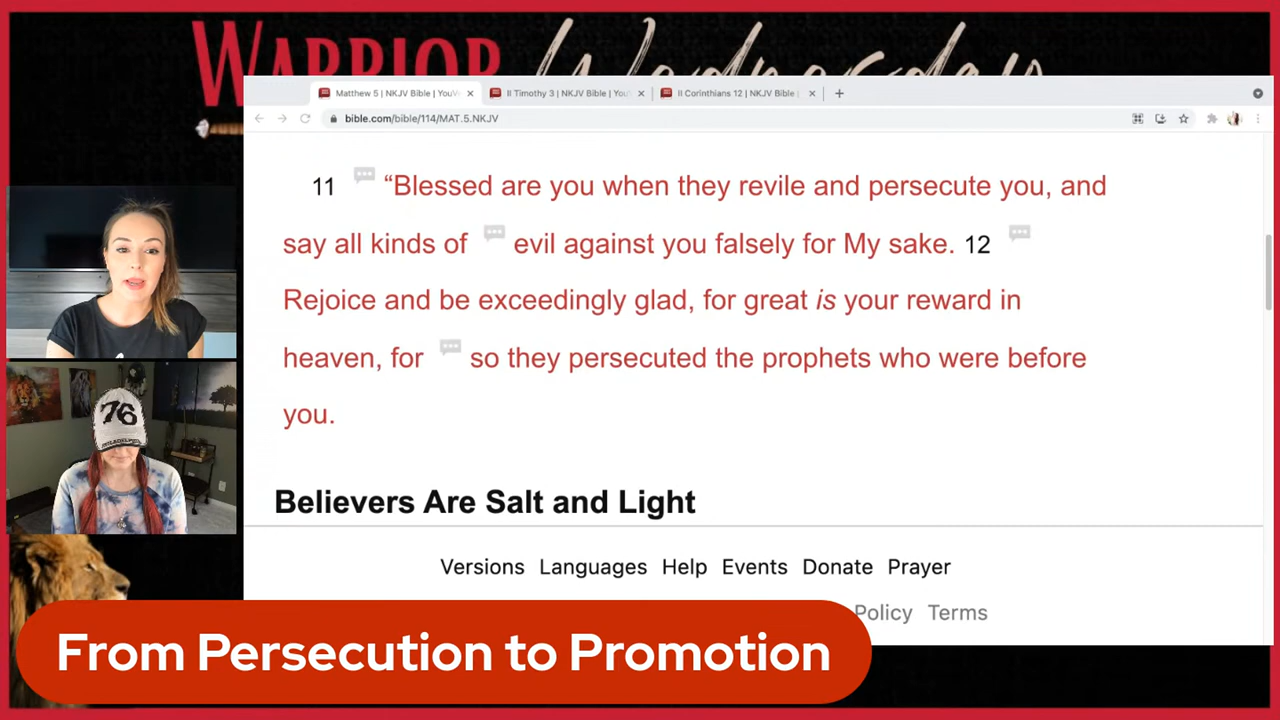 WARRIOR Wednesdays
Matthew 5 | NKJV Bible | YouV
II Timothy 3 | NKJV Bible | YouV
II Corinthians 12 | NKJV Bible |
bible.com/bible/114/MAT.5.NKJV
11 “Blessed are you when they revile and persecute you, and
say all kinds of evil against you falsely for My sake. 12
Rejoice and be exceedingly glad, for great is your reward in
heaven, for so they persecuted the prophets who were before
you.
Believers Are Salt and Light
Versions Languages Help Events Donate Prayer
Policy Terms
76
PHILADELPHIA
From Persecution to Promotion